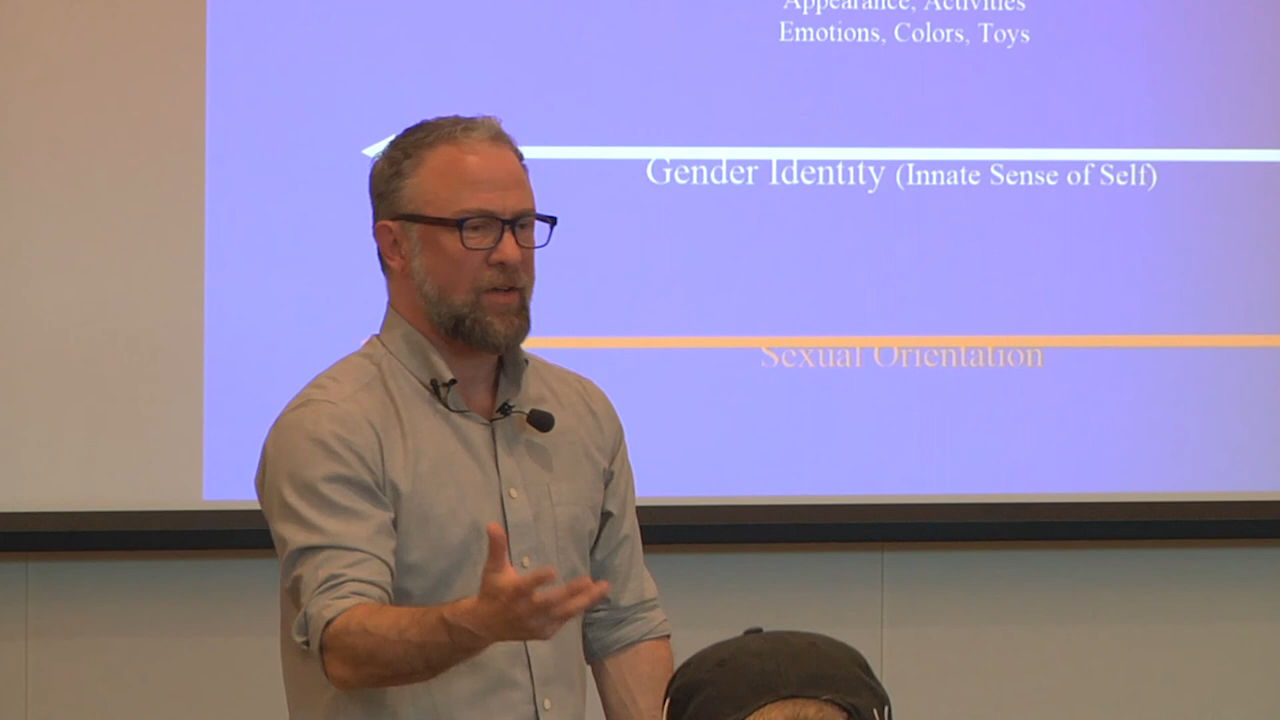 Appearance, Activities
Emotions, Colors, Toys
Gender Identity (Innate Sense of Self)
Sexual Orientation